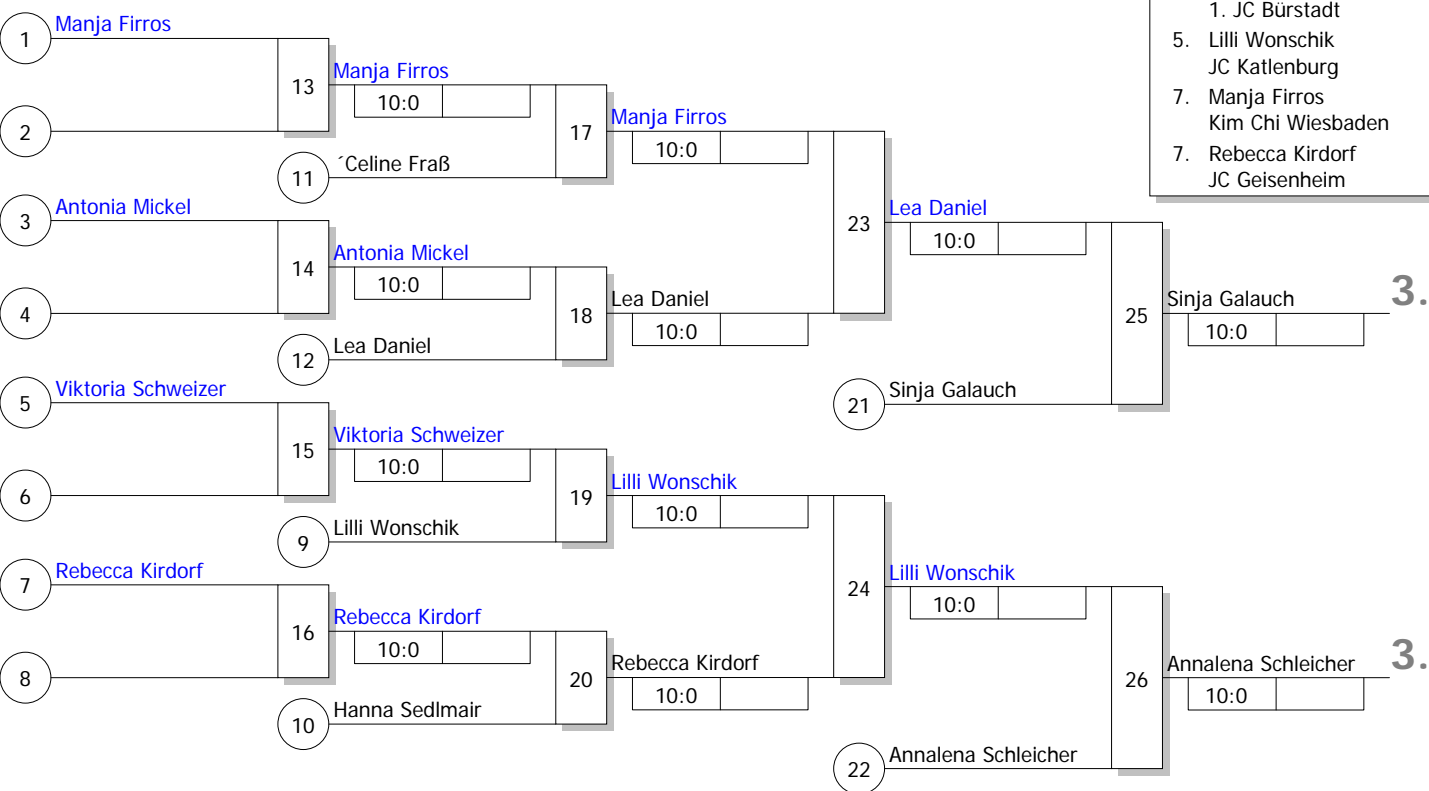 1. JC Bürstadt
5. Lilli Wonschik
JC Katlenburg
7. Manja Firros
Kim Chi Wiesbaden
7. Rebecca Kirdorf
JC Geisenheim
1 Manja Firros
13 Manja Firros
10:0
2
17 Manja Firros
10:0
11 ´Celine Fraß
3 Antonia Mickel
23 Lea Daniel
10:0
14 Antonia Mickel
10:0
4
18 Lea Daniel
10:0
12 Lea Daniel
25 Sinja Galauch 3.
10:0
5 Viktoria Schweizer
21 Sinja Galauch
15 Viktoria Schweizer
10:0
6
19 Lilli Wonschik
10:0
9 Lilli Wonschik
7 Rebecca Kirdorf
24 Lilli Wonschik
10:0
16 Rebecca Kirdorf
10:0
8
20 Rebecca Kirdorf
10:0
10 Hanna Sedlmair
26 Annalena Schleicher 3.
10:0
22 Annalena Schleicher